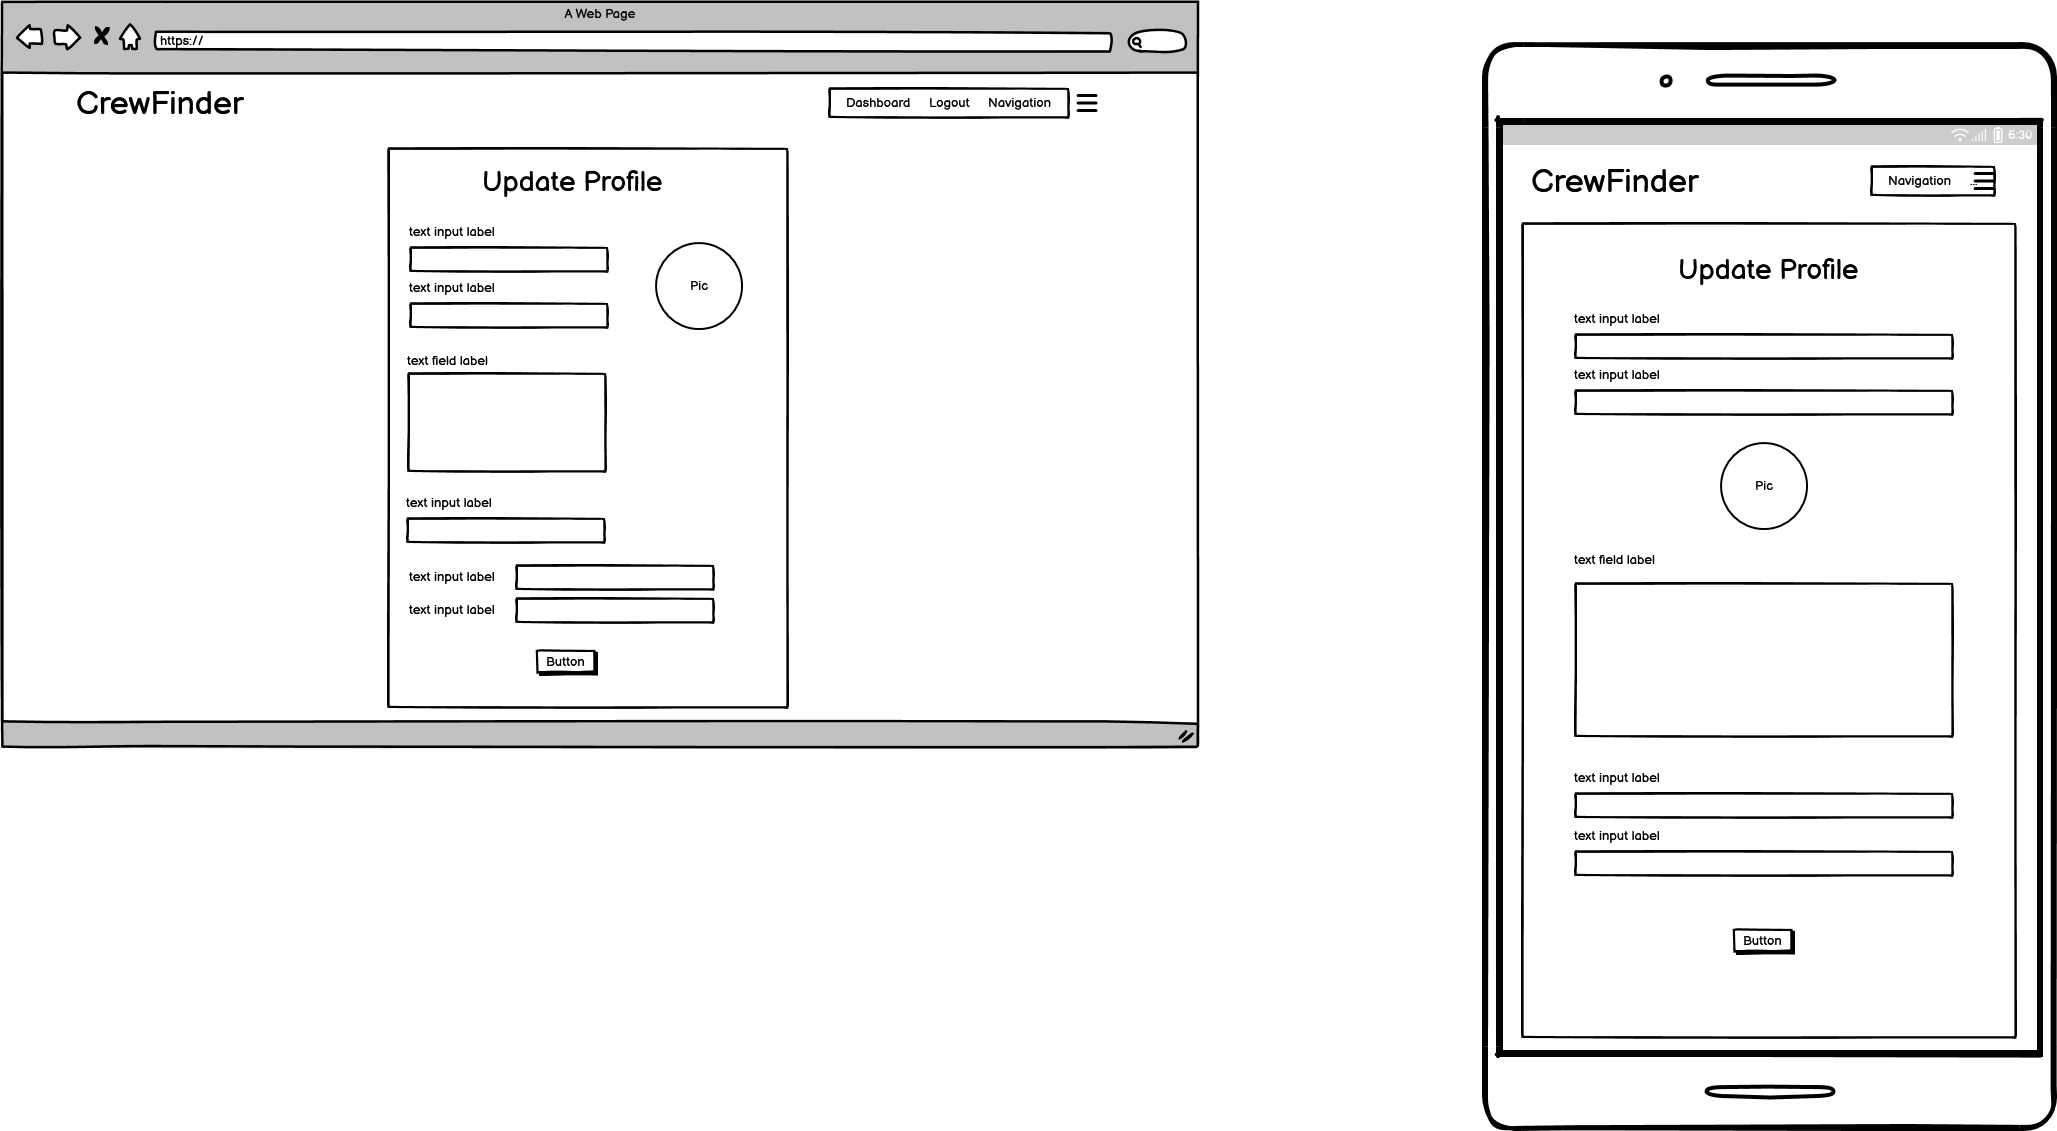 A Web Page
https://
CrewFinder
Dashboard Logout Navigation
Update Profile
text input label
text input label
Pic
text field label
text input label
text input label
text input label
Button
6:30
CrewFinder
Navigation ...
Update Profile
text input label
text input label
Pic
text field label
text input label
text input label
Button